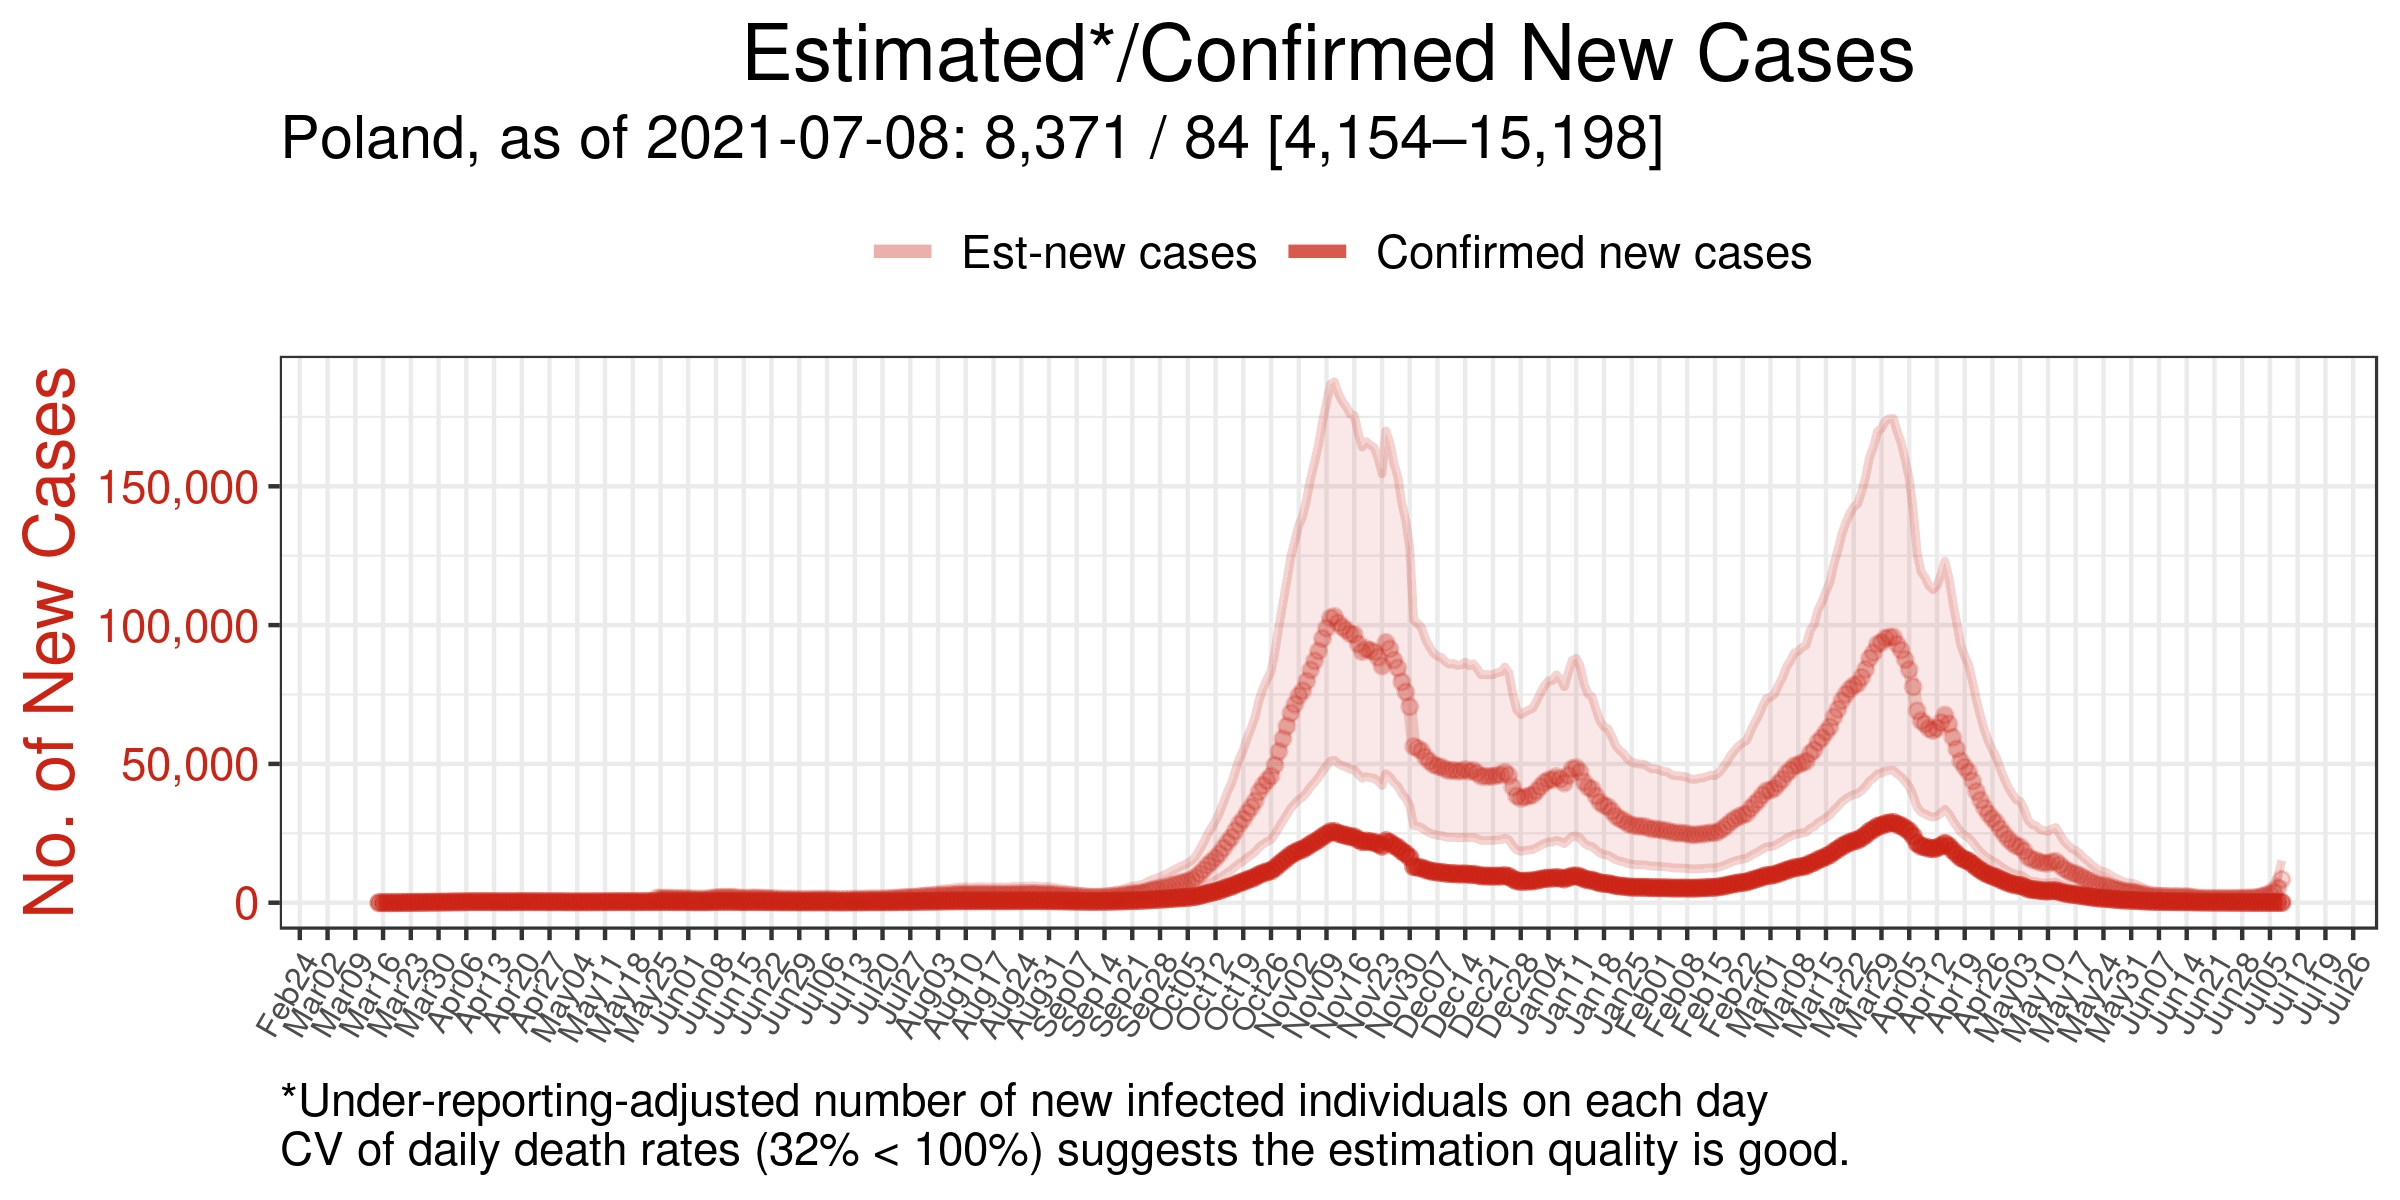 Estimated*/Confirmed New Cases
Poland, as of 2021-07-08: 8,371 / 84 [4,154–15,198]
Est-new cases
Confirmed new cases
No. of New Cases
150,000
100,000
50,000
0
Feb24
Mar02
Mar09
Mar16
Mar23
Mar30
Apr06
Apr13
Apr20
Apr27
May04
May11
May18
May25
Jun01
Jun08
Jun15
Jun22
Jun29
Jul06
Jul13
Jul20
Jul27
Aug03
Aug10
Aug17
Aug24
Aug31
Sep07
Sep14
Sep21
Sep28
Oct05
Oct12
Oct19
Oct26
Nov02
Nov09
Nov16
Nov23
Nov30
Dec07
Dec14
Dec21
Dec28
Jan04
Jan11
Jan18
Jan25
Feb01
Feb08
Feb15
Feb22
Mar01
Mar08
Mar15
Mar22
Mar29
Apr05
Apr12
Apr19
Apr26
May03
May10
May17
May24
May31
Jun07
Jun14
Jun21
Jun28
Jul05
Jul12
Jul19
Jul26
*Under-reporting-adjusted number of new infected individuals on each day
CV of daily death rates (32% < 100%) suggests the estimation quality is good.